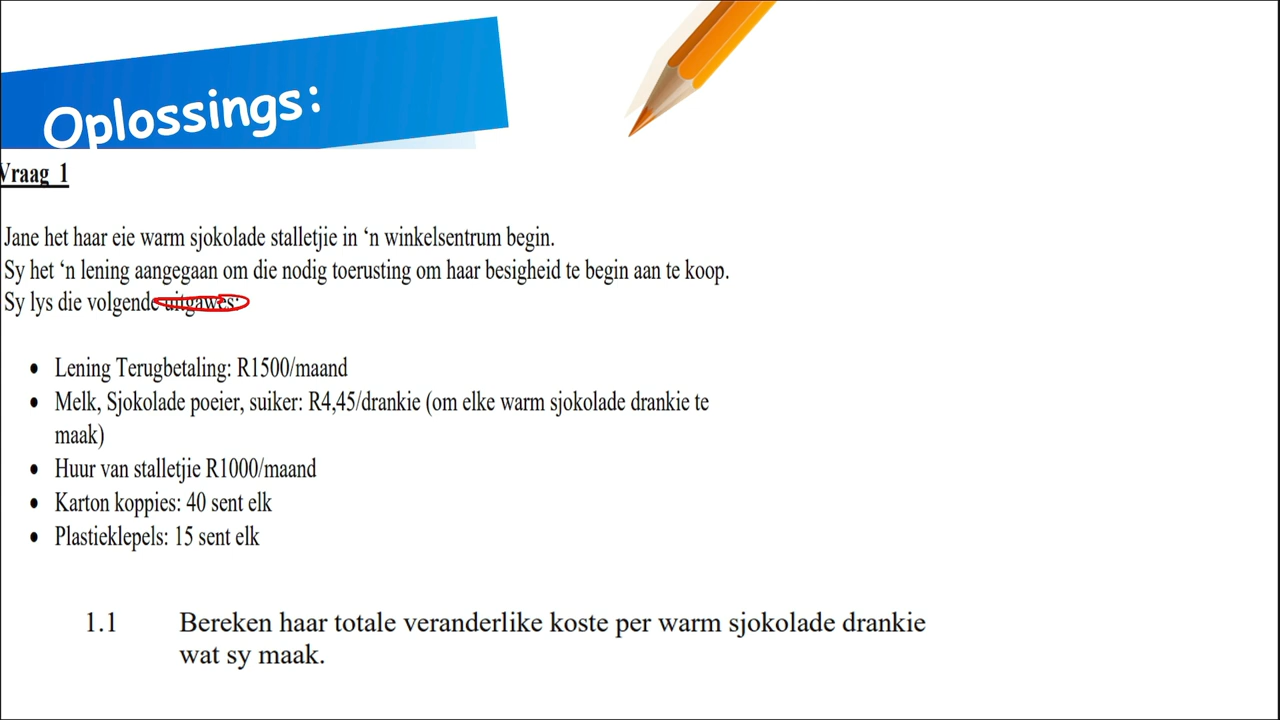 Oplossings:
Vraag 1
Jane het haar eie warm sjokolade stalletjie in ‘n winkelsentrum begin.
Sy het ‘n lening aangegaan om die nodig toerusting om haar besigheid te begin aan te koop.
Sy lys die volgende uitgawes:
• Lening Terugbetaling: R1500/maand
• Melk, Sjokolade poeier, suiker: R4,45/drankie (om elke warm sjokolade drankie te
maak)
• Huur van stalletjie R1000/maand
• Karton koppies: 40 sent elk
• Plastieklepels: 15 sent elk
1.1 Bereken haar totale veranderlike koste per warm sjokolade drankie
wat sy maak.